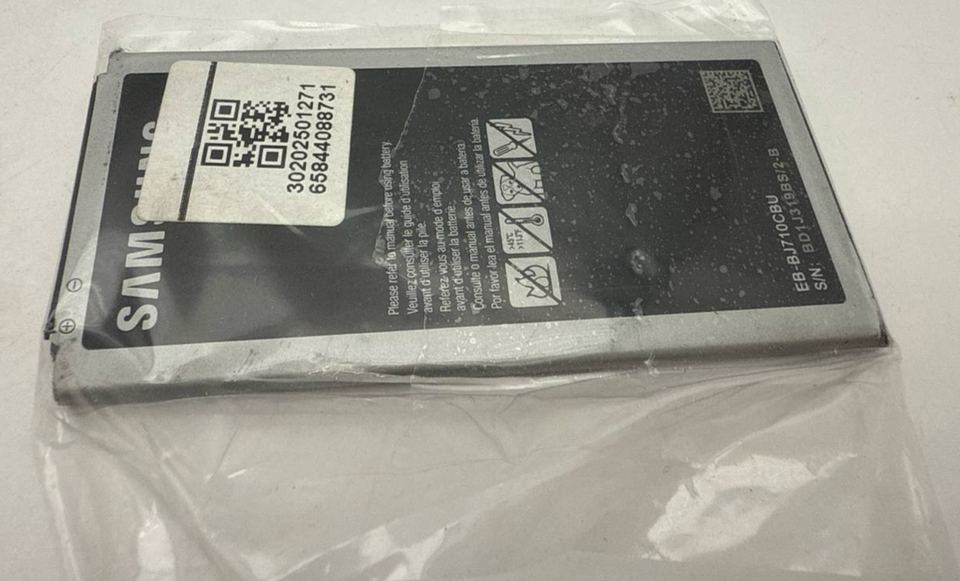 SAMSUNG
302025501271
65844088731
Please refer to manual before using battery.
Veuillez consulter le guide d'utilisation
avant d'utiliser la pile.
Referez-vous au mode d'emploi
avant d'utiliser la batterie.
Consulte o manual antes de usar a bateria.
Por favor lea el manual antes de utilizar la batería.
EB-BJ710CBU
S/N: